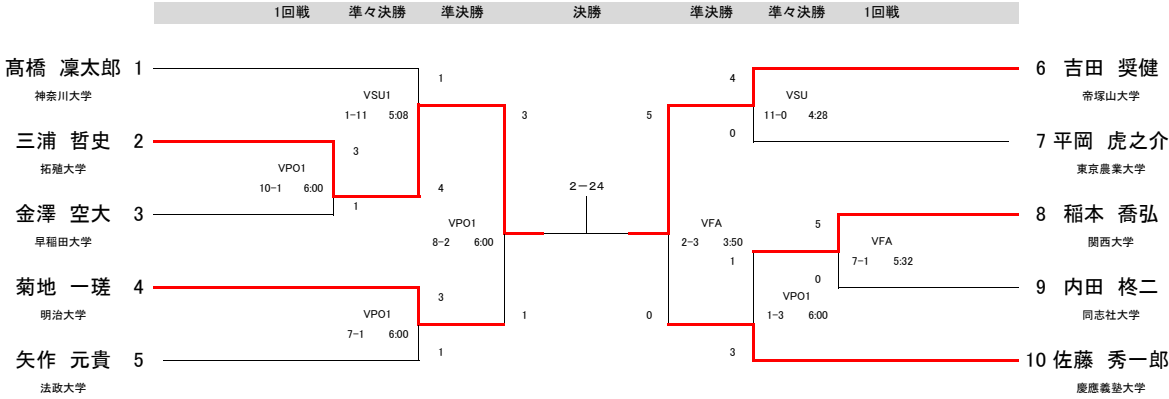 1回戦 準々決勝 準決勝 決勝 準決勝 準々決勝 1回戦
髙橋 凜太郎 1
神奈川大学
三浦 哲史 2
拓殖大学
金澤 空大 3
早稲田大学
菊地 一瑳 4
明治大学
矢作 元貴 5
法政大学
VPO1
10-1 6:00
3
1
VSU1
1-11 5:08
1
4
VPO1
7-1 6:00
3
1
VPO1
8-2 6:00
3
1
2-24
5
0
VFA
2-3 3:50
4
0
1
3
VSU
11-0 4:28
VPO1
1-3 6:00
5
0
VFA
7-1 5:32
6 吉田 奨健
帝塚山大学
7 平岡 虎之介
東京農業大学
8 稲本 喬弘
関西大学
9 内田 柊二
同志社大学
10 佐藤 秀一郎
慶應義塾大学